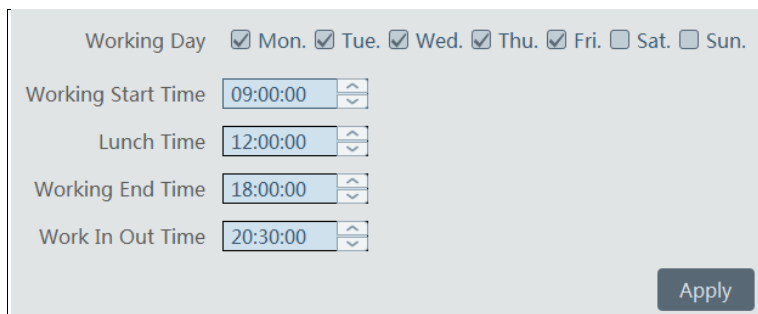 Working Day Mon. Tue. Wed. Thu. Fri. Sat. Sun.
Working Start Time 09:00:00
Lunch Time 12:00:00
Working End Time 18:00:00
Work In Out Time 20:30:00
Apply